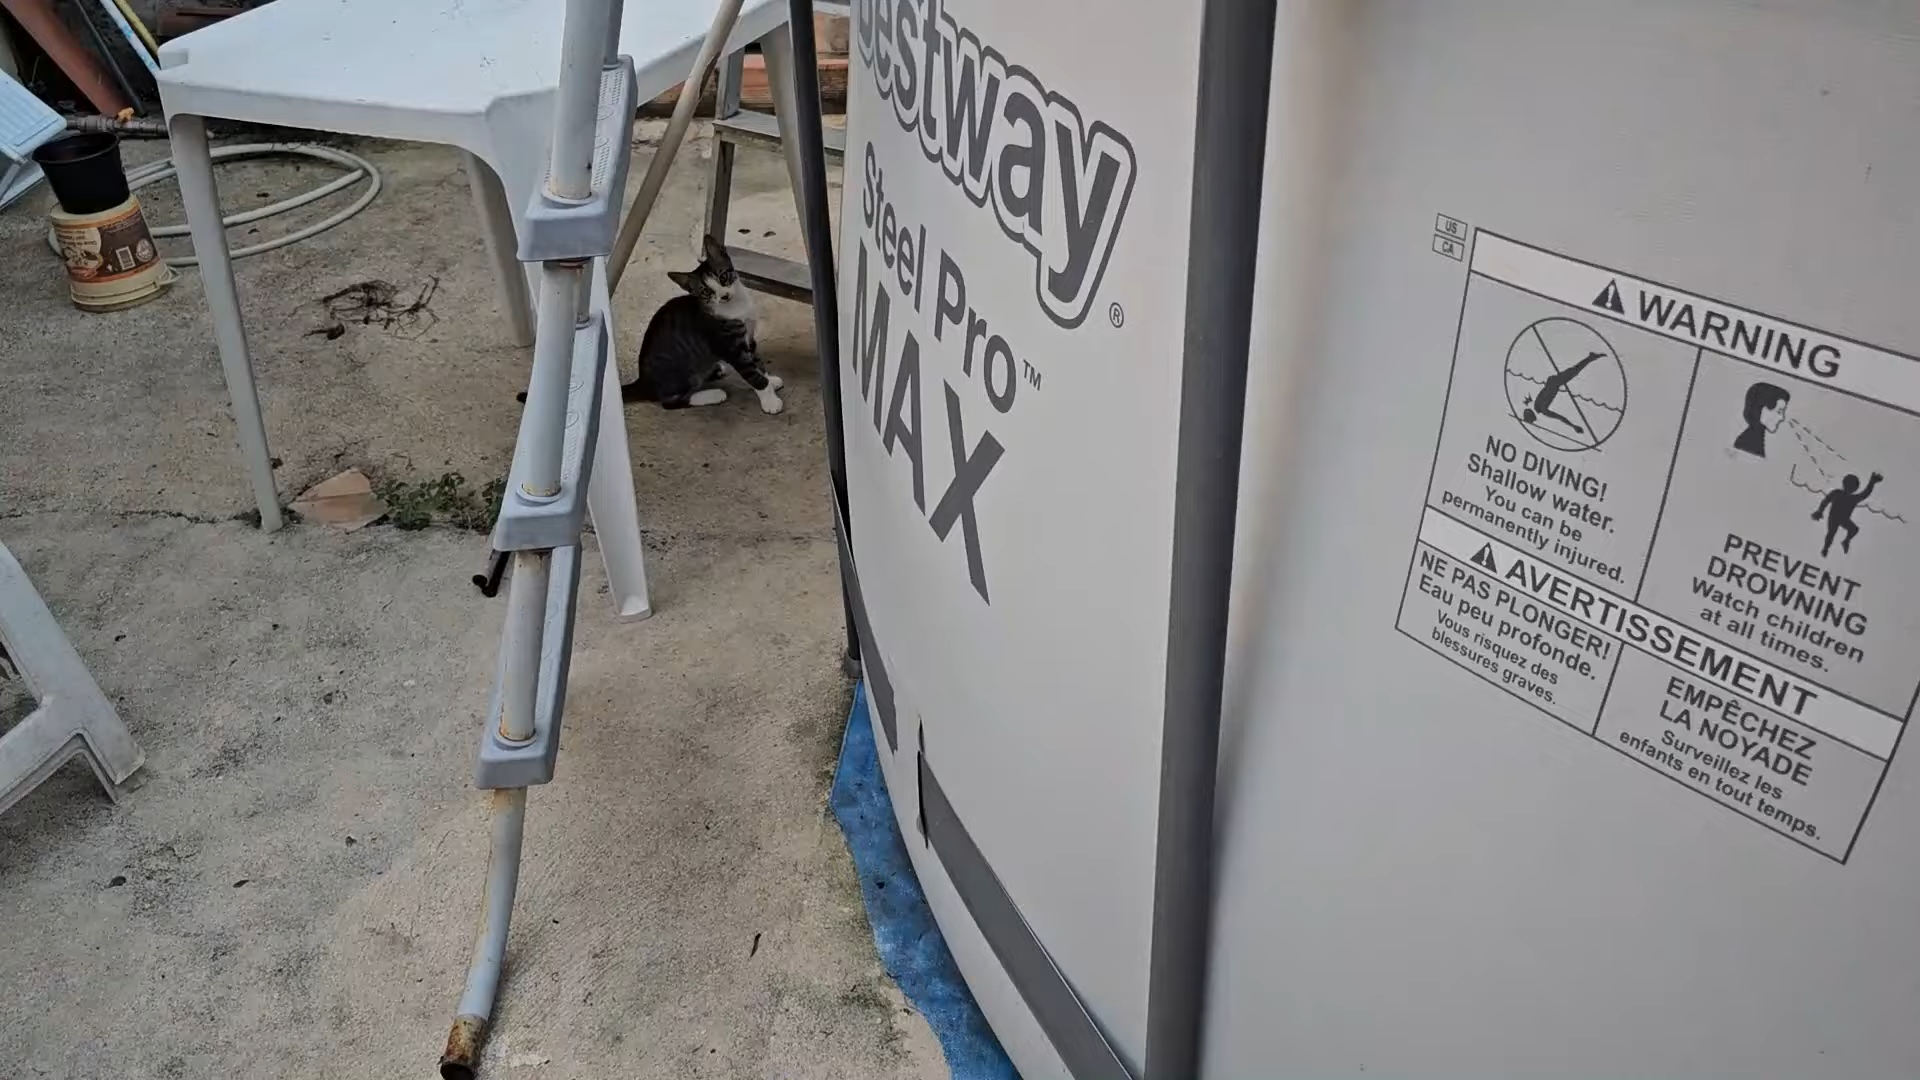 Bestway®
Steel Pro™
MAX
US
CA
WARNING
NO DIVING!
Shallow water.
You can be
permanently injured.
PREVENT
DROWNING
Watch children
at all times.
AVERTISSEMENT
NE PAS PLONGER!
Eau peu profonde.
Vous risquez des
blessures graves.
EMPÊCHEZ
LA NOYADE
Surveillez les
enfants en tout temps.